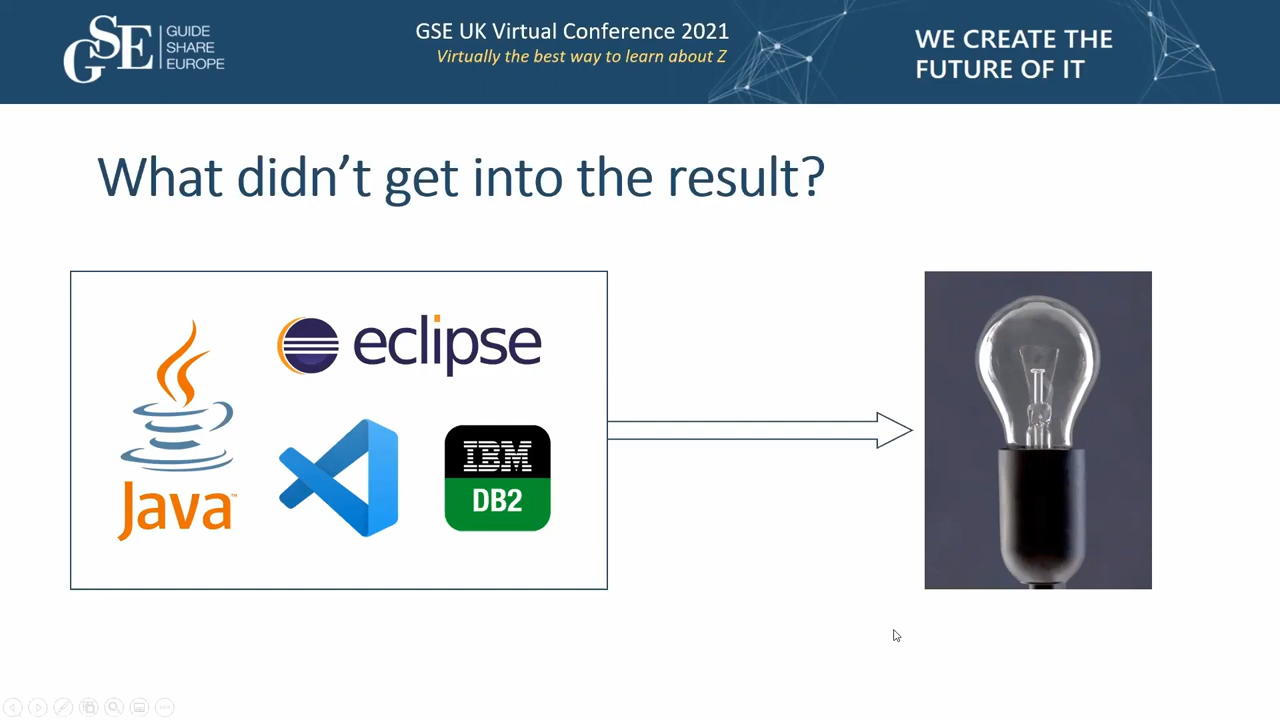 GSE
GUIDE
SHARE
EUROPE
GSE UK Virtual Conference 2021
Virtually the best way to learn about Z
WE CREATE THE
FUTURE OF IT
What didn't get into the result?
eclipse
Java™
IBM
DB2